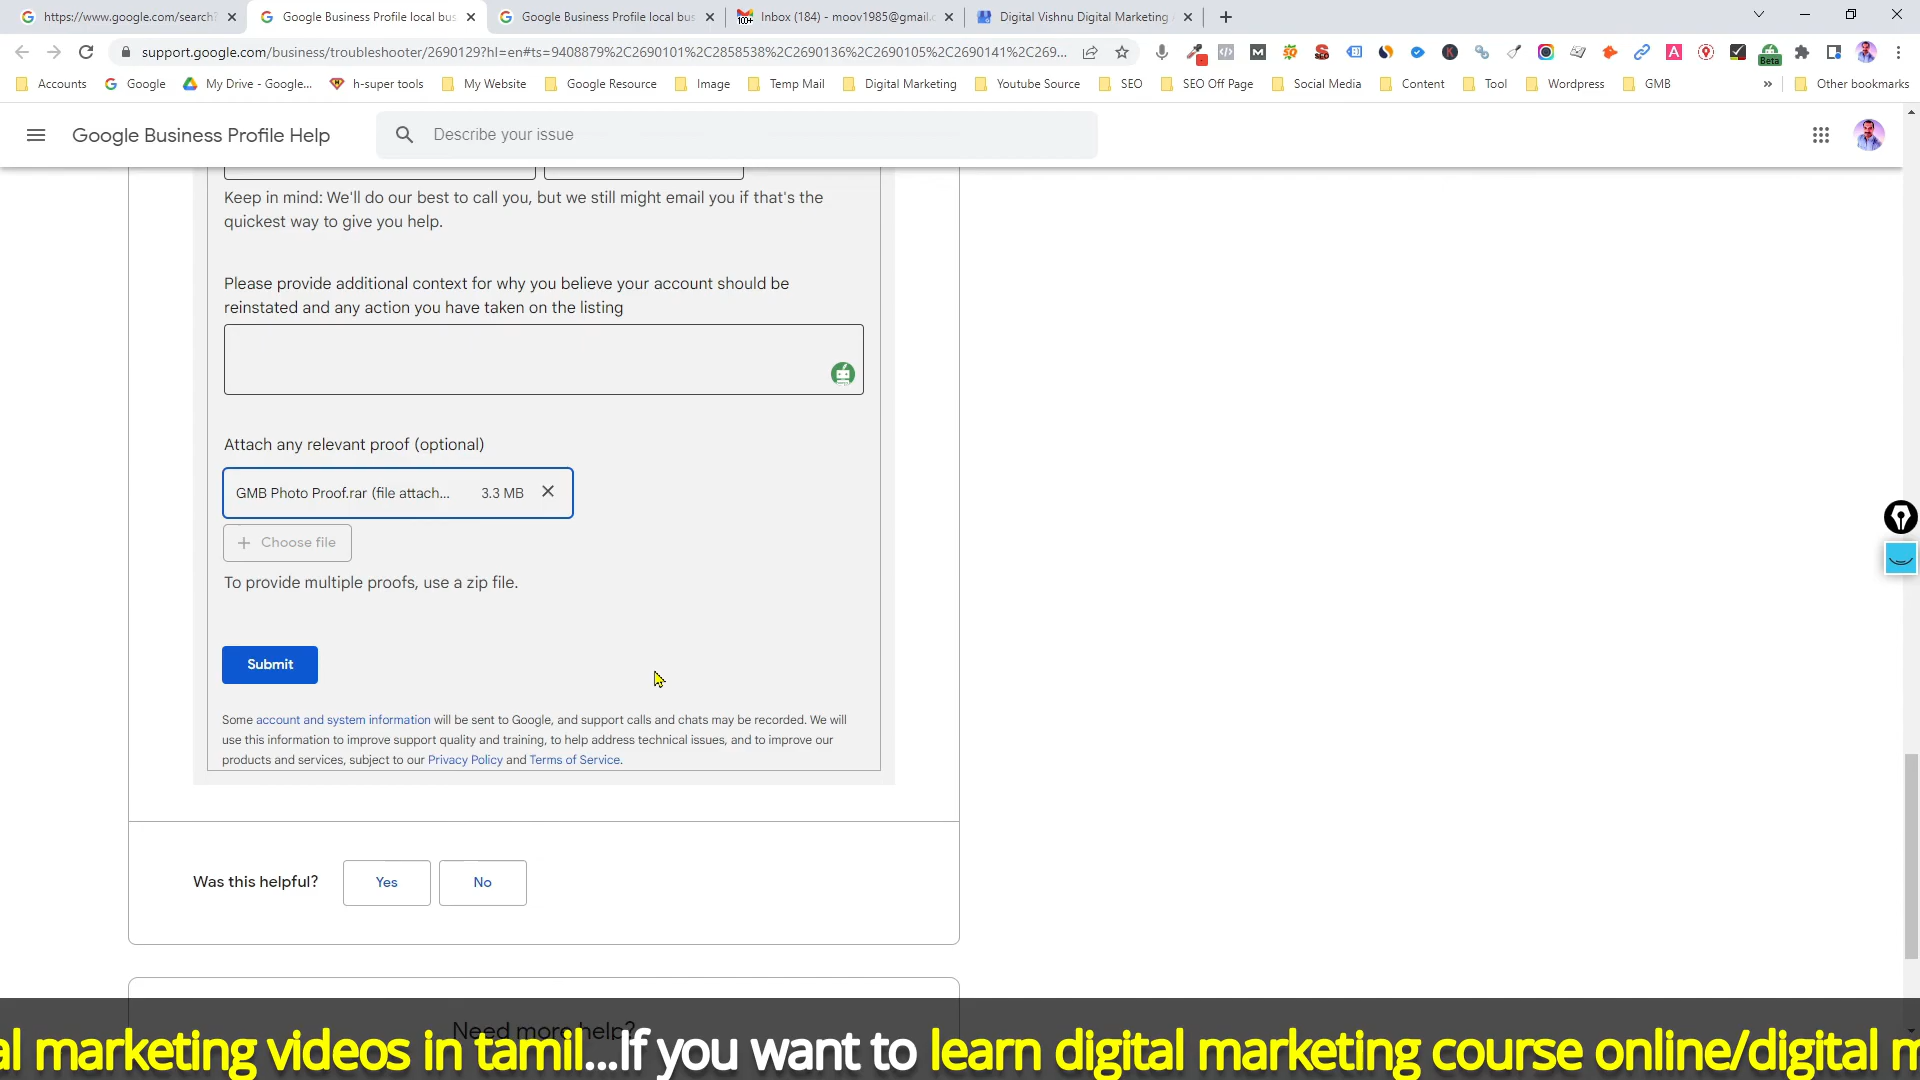 https://www.google.com/search?
Google Business Profile local bus
Google Business Profile local bus
Inbox (184) - moov1985@gmail.c
Digital Vishnu Digital Marketing
support.google.com/business/troubleshooter/2690129?hl=en#ts=9408879%2C2690101%2C2858538%2C2690136%2C2690105%2C2690141%2C269...
Beta
Accounts
Google
My Drive - Google...
h-super tools
My Website
Google Resource
Image
Temp Mail
Digital Marketing
Youtube Source
SEO
SEO Off Page
Social Media
Content
Tool
Wordpress
GMB
»
Other bookmarks
Google Business Profile Help
Describe your issue
Keep in mind: We'll do our best to call you, but we still might email you if that's the
quickest way to give you help.
Please provide additional context for why you believe your account should be
reinstated and any action you have taken on the listing
Attach any relevant proof (optional)
GMB Photo Proof.rar (file attach... 3.3 MB
+ Choose file
To provide multiple proofs, use a zip file.
Submit
Some account and system information will be sent to Google, and support calls and chats may be recorded. We will
use this information to improve support quality and training, to help address technical issues, and to improve our
products and services, subject to our Privacy Policy and Terms of Service.
Was this helpful?
Yes
No
Need more help?
al marketing videos in tamil...If you want to learn digital marketing course online/digital m